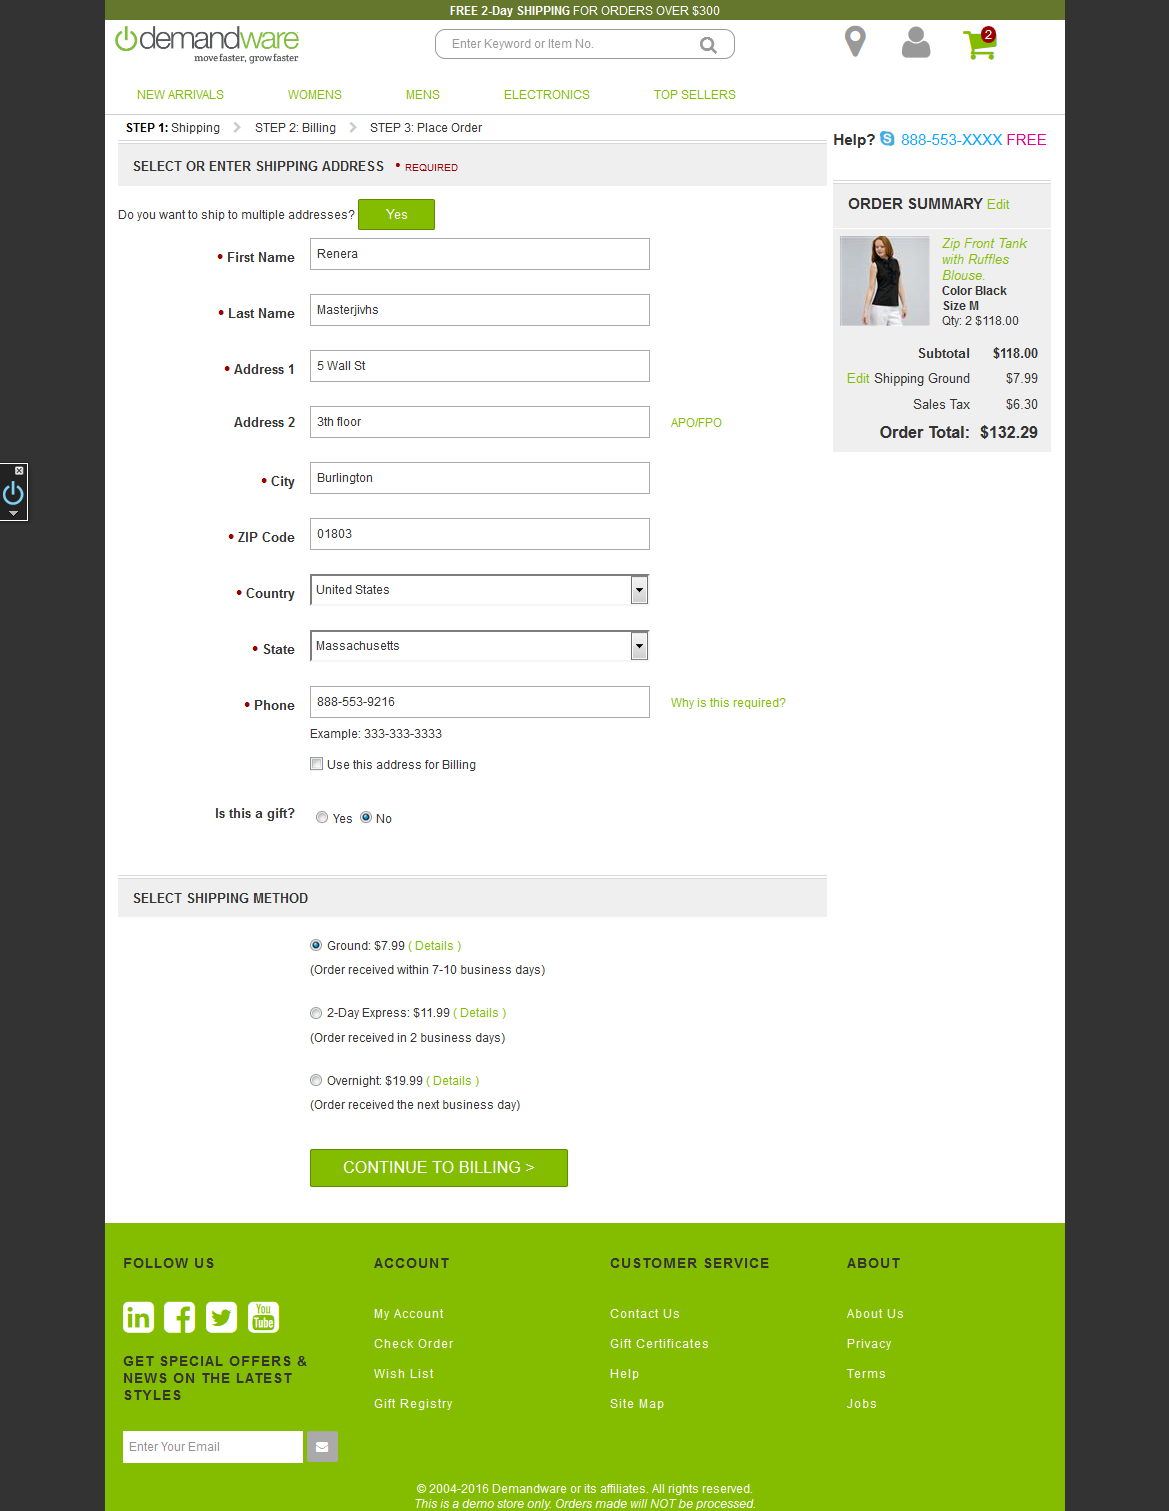 FREE 2-Day SHIPPING FOR ORDERS OVER $300
demandware
move faster, grow faster
Enter Keyword or Item No.
2
NEW ARRIVALS WOMENS MENS ELECTRONICS TOP SELLERS
STEP 1: Shipping STEP 2: Billing STEP 3: Place Order
Help? 888-553-XXXX FREE
SELECT OR ENTER SHIPPING ADDRESS • REQUIRED
Do you want to ship to multiple addresses? Yes
• First Name Renera
• Last Name Masterjivhs
• Address 1 5 Wall St
Address 2 3th floor APO/FPO
• City Burlington
• ZIP Code 01803
• Country United States
• State Massachusetts
• Phone 888-553-9216 Why is this required?
Example: 333-333-3333
Use this address for Billing
Is this a gift? Yes No
ORDER SUMMARY Edit
Zip Front Tank
with Ruffles
Blouse.
Color Black
Size M
Qty: 2 $118.00
Subtotal $118.00
Edit Shipping Ground $7.99
Sales Tax $6.30
Order Total: $132.29
SELECT SHIPPING METHOD
Ground: $7.99 ( Details )
(Order received within 7-10 business days)
2-Day Express: $11.99 ( Details )
(Order received in 2 business days)
Overnight: $19.99 ( Details )
(Order received the next business day)
CONTINUE TO BILLING >
FOLLOW US
in f You Tube
GET SPECIAL OFFERS &
NEWS ON THE LATEST
STYLES
Enter Your Email
ACCOUNT
My Account
Check Order
Wish List
Gift Registry
CUSTOMER SERVICE
Contact Us
Gift Certificates
Help
Site Map
ABOUT
About Us
Privacy
Terms
Jobs
© 2004-2016 Demandware or its affiliates. All rights reserved.
This is a demo store only. Orders made will NOT be processed.